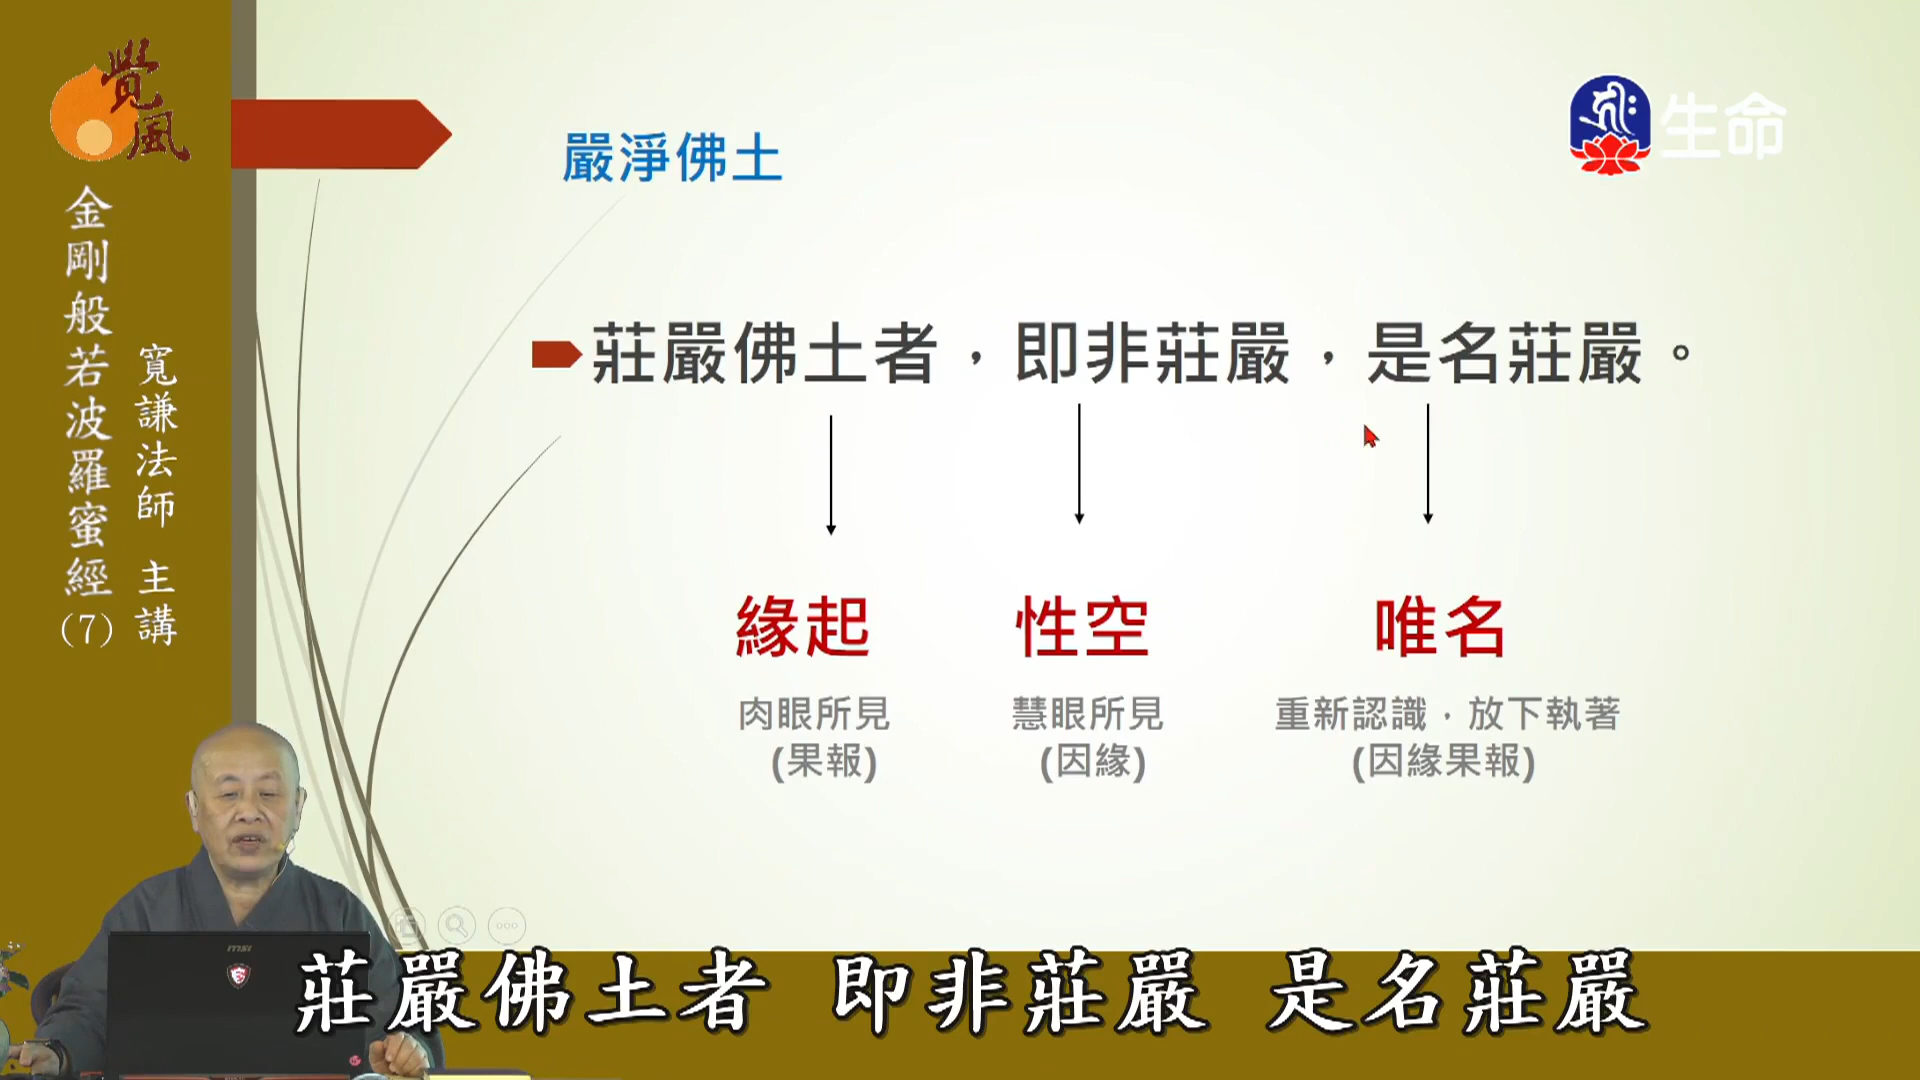 覺風
金剛般若波羅蜜經(7)
寬謙法師 主講
生命
嚴淨佛土
莊嚴佛土者，即非莊嚴，是名莊嚴。
緣起 性空 唯名
肉眼所見 慧眼所見 重新認識，放下執著
(果報) (因緣) (因緣果報)
msi
莊嚴佛土者 即非莊嚴 是名莊嚴